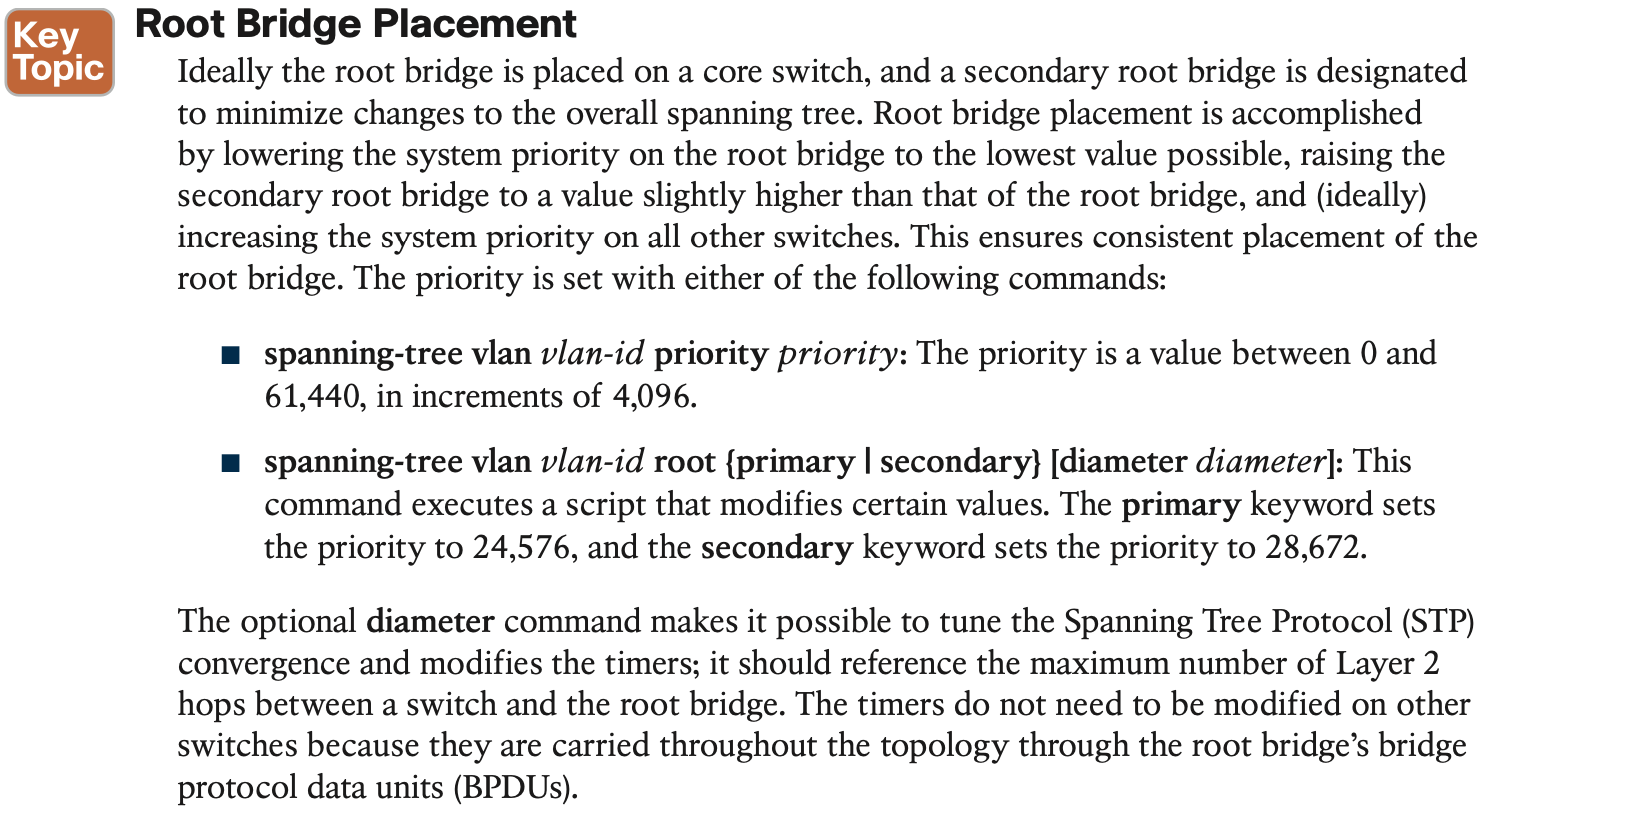 Key
Topic
Root Bridge Placement
Ideally the root bridge is placed on a core switch, and a secondary root bridge is designated
to minimize changes to the overall spanning tree. Root bridge placement is accomplished
by lowering the system priority on the root bridge to the lowest value possible, raising the
secondary root bridge to a value slightly higher than that of the root bridge, and (ideally)
increasing the system priority on all other switches. This ensures consistent placement of the
root bridge. The priority is set with either of the following commands:
■ spanning-tree vlan vlan-id priority priority: The priority is a value between 0 and
61,440, in increments of 4,096.
■ spanning-tree vlan vlan-id root {primary | secondary} [diameter diameter]: This
command executes a script that modifies certain values. The primary keyword sets
the priority to 24,576, and the secondary keyword sets the priority to 28,672.
The optional diameter command makes it possible to tune the Spanning Tree Protocol (STP)
convergence and modifies the timers; it should reference the maximum number of Layer 2
hops between a switch and the root bridge. The timers do not need to be modified on other
switches because they are carried throughout the topology through the root bridge's bridge
protocol data units (BPDUs).